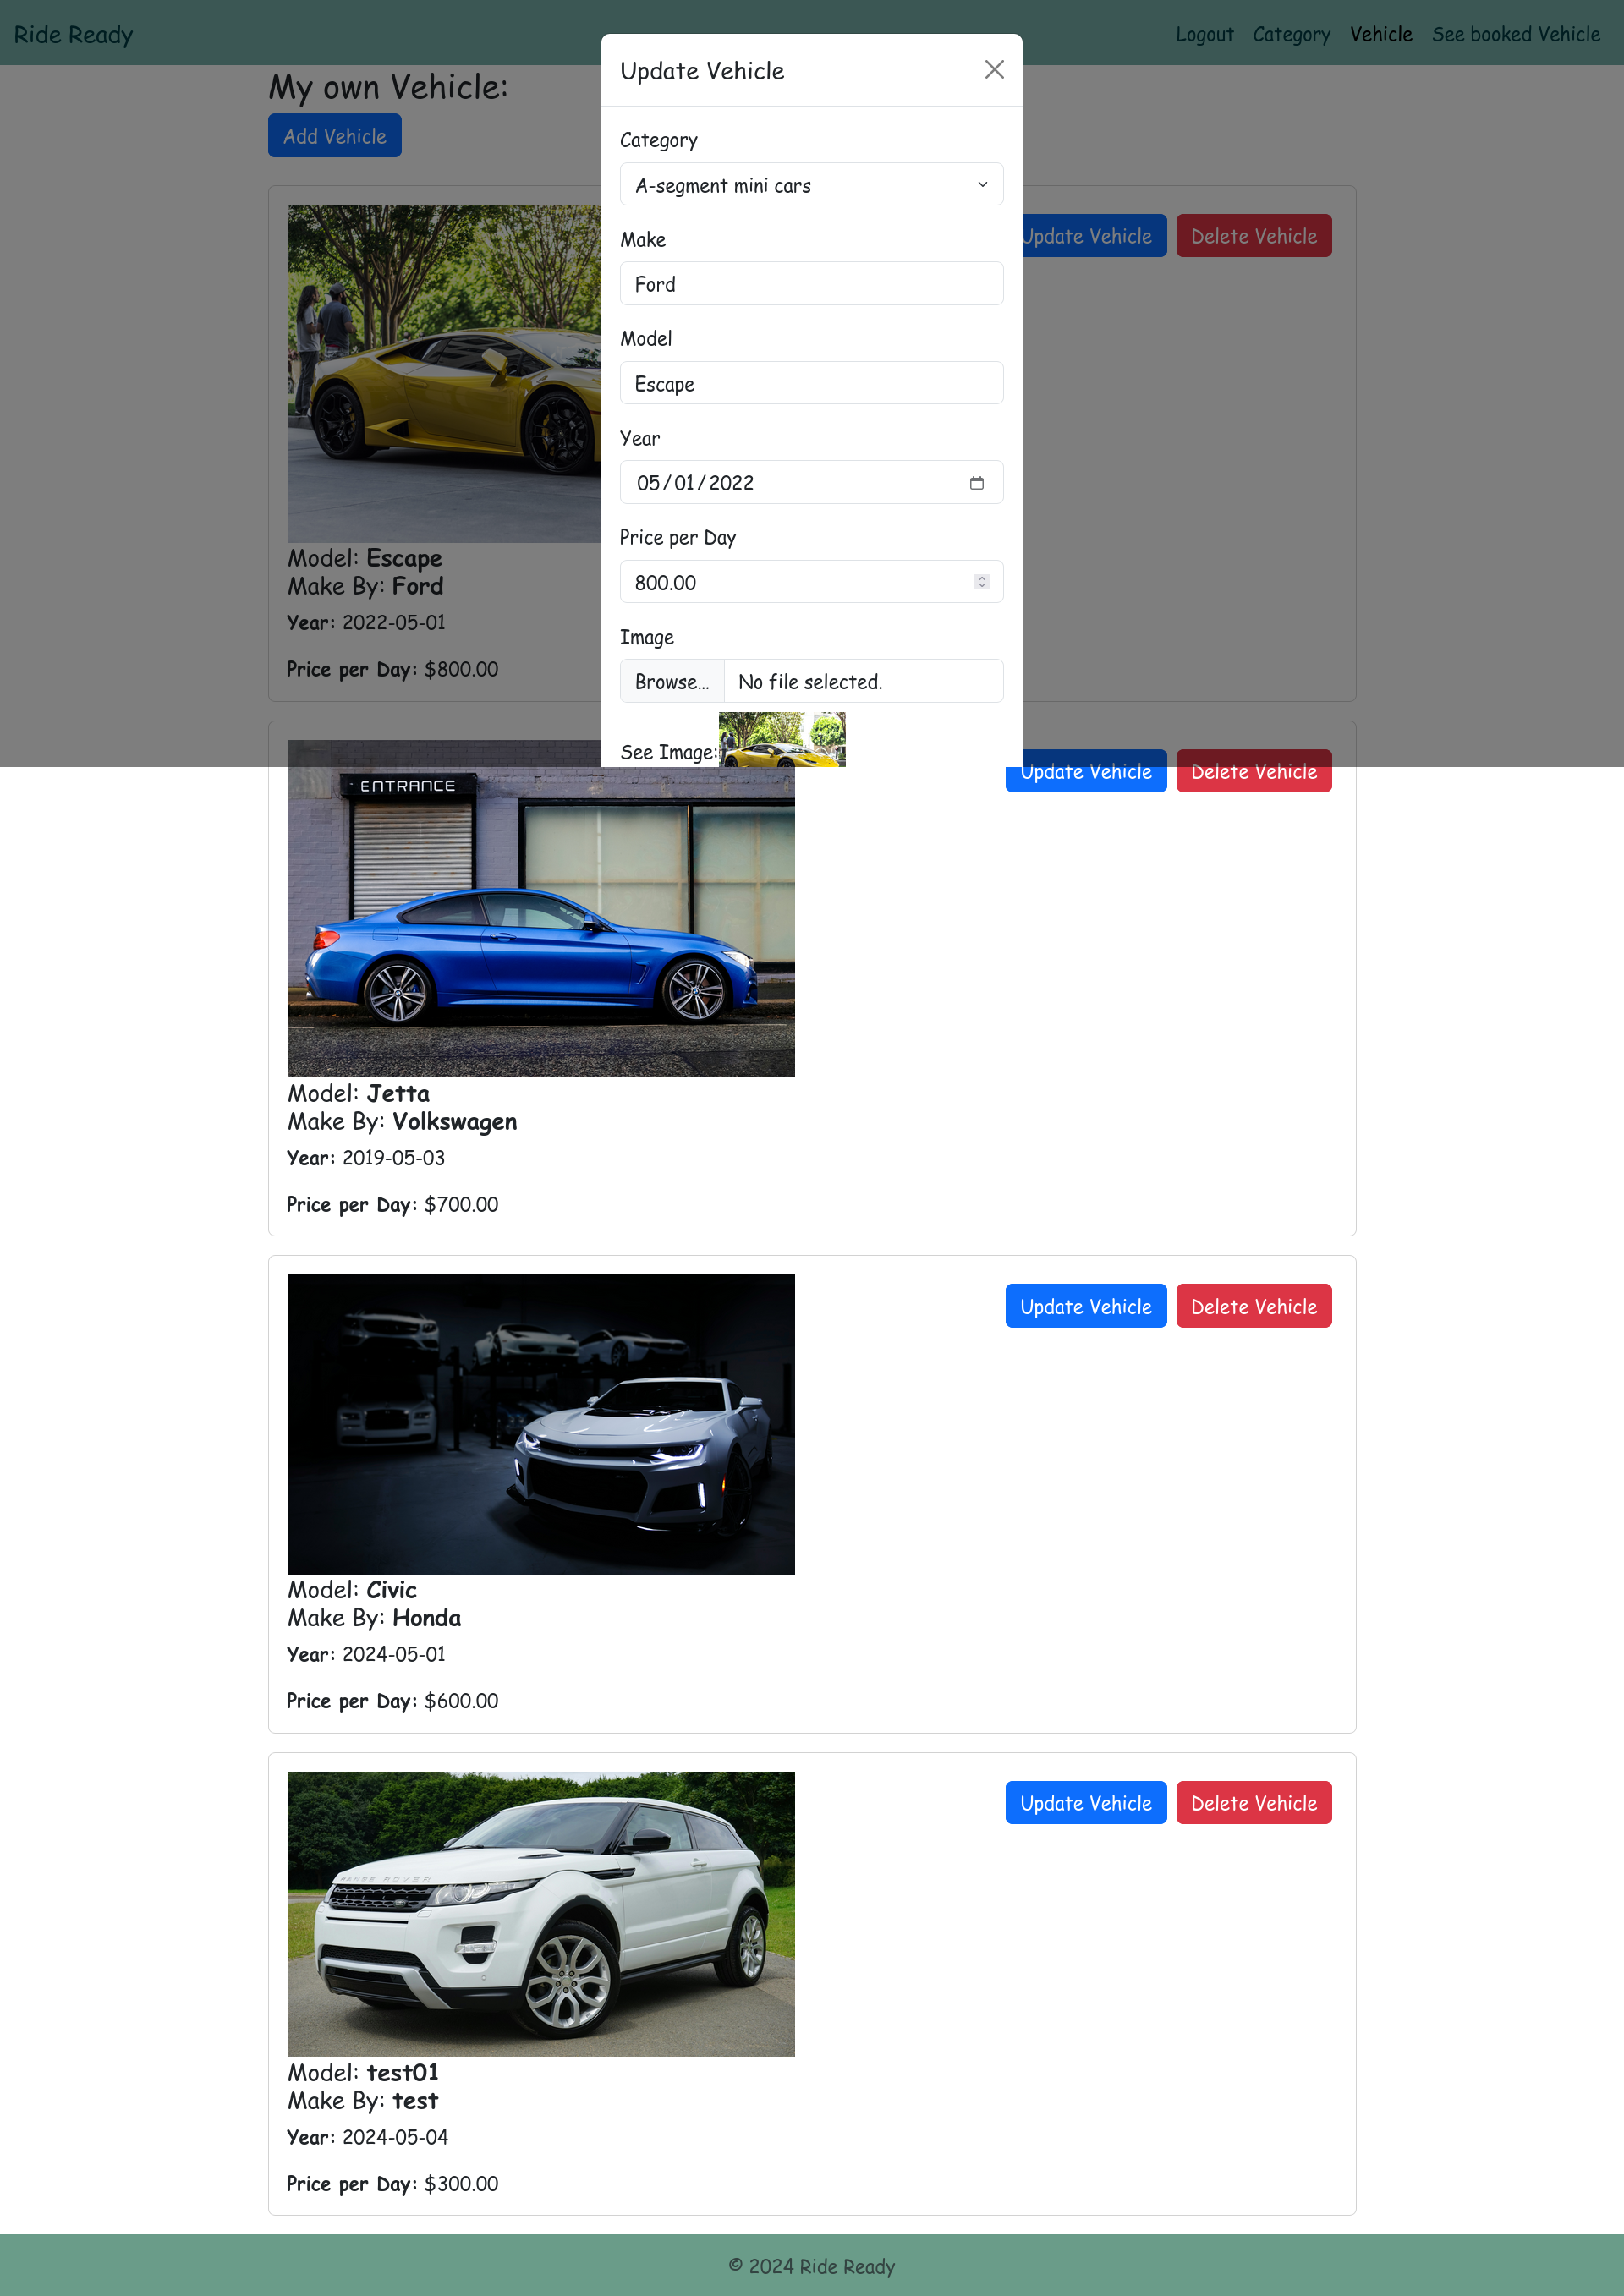 Ride Ready
Logout Category Vehicle See booked Vehicle
My own Vehicle:
Add Vehicle
Update Vehicle
Category
A-segment mini cars
Make
Ford
Model
Escape
Year
05/01/2022
Price per Day
800.00
Image
Browse... No file selected.
See Image:
Update Vehicle Delete Vehicle
Model: Escape
Make By: Ford
Year: 2022-05-01
Price per Day: $800.00
Update Vehicle Delete Vehicle
ENTRANCE
Model: Jetta
Make By: Volkswagen
Year: 2019-05-03
Price per Day: $700.00
Update Vehicle Delete Vehicle
Model: Civic
Make By: Honda
Year: 2024-05-01
Price per Day: $600.00
Update Vehicle Delete Vehicle
RANGE ROVER
Model: test01
Make By: test
Year: 2024-05-04
Price per Day: $300.00
© 2024 Ride Ready